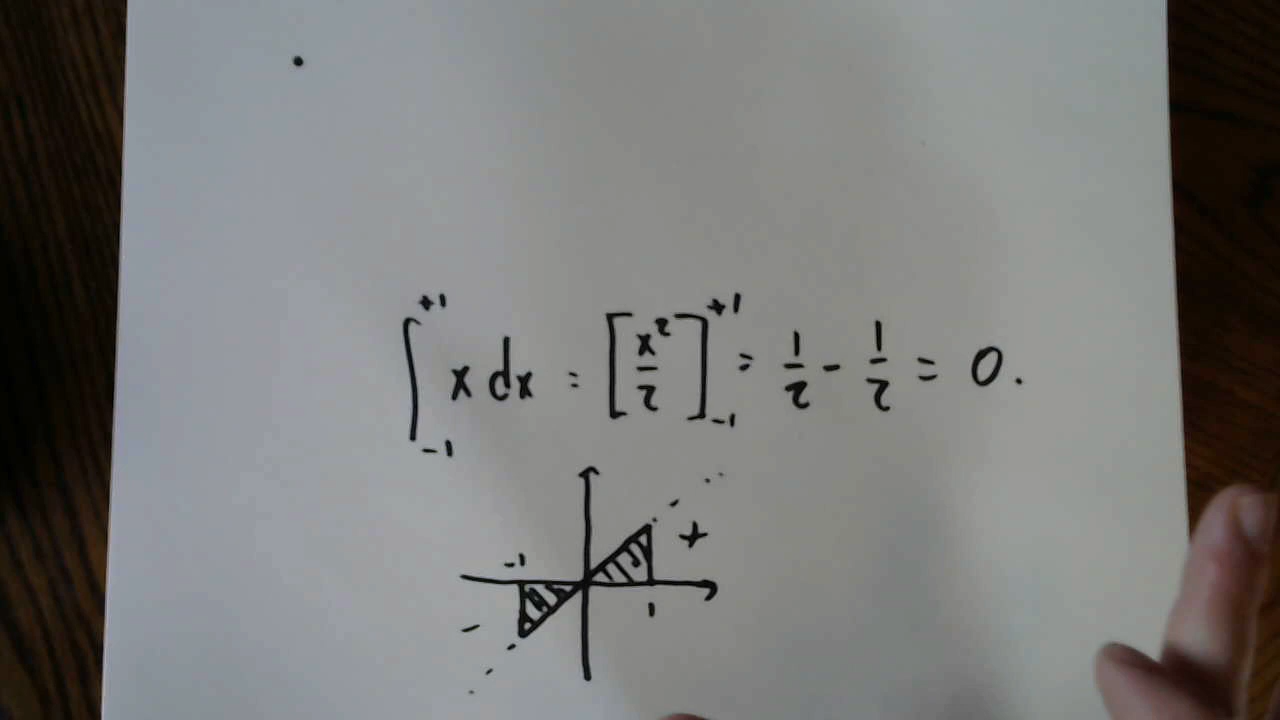 ∫₋₁⁺¹ x dx = [x²/2]₋₁⁺¹ = 1/2 - 1/2 = 0.
+
-1
1
-